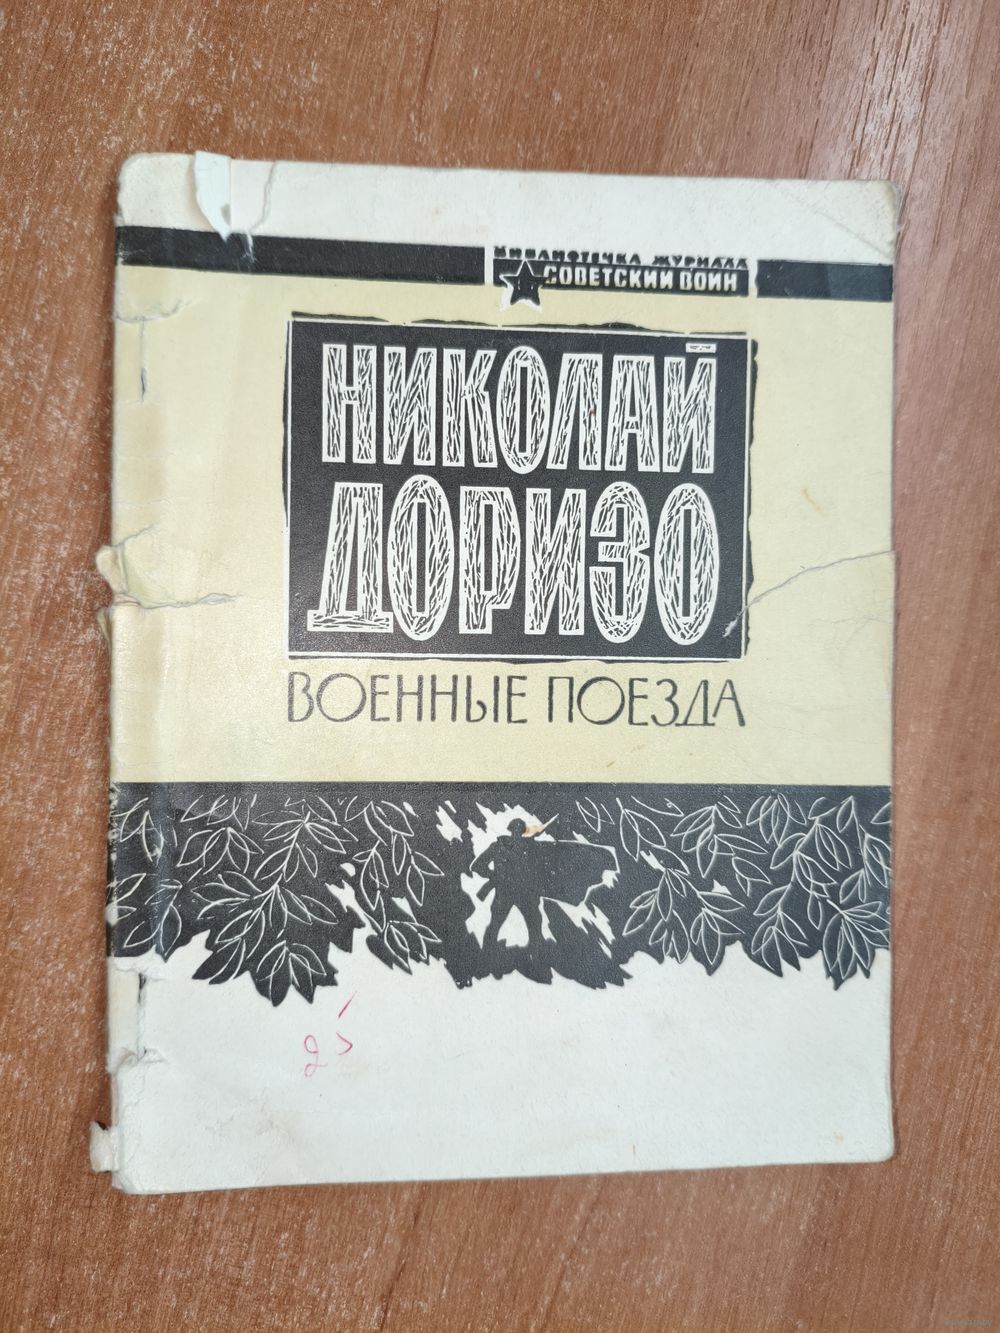 БИБЛИОТЕЧКА ЖУРНАЛА
СОВЕТСКИЙ ВОИН
НИКОЛАЙ
ДОРИЗО
ВОЕННЫЕ ПОЕЗДА